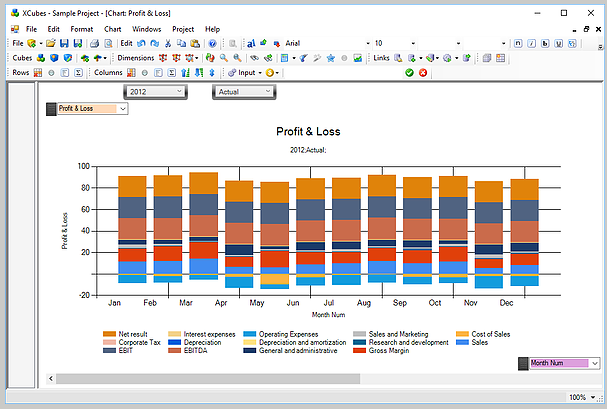 XCubes - Sample Project - [Chart: Profit & Loss]
File Edit Format Chart Windows Project Help
File Edit Arial 10 n b u
Cubes Dimensions Links
Rows Columns Input
2012 Actual
Profit & Loss
Profit & Loss
2012;Actual;
100
80
60
40
20
-20
Profit & Loss
Jan Feb Mar Apr May Jun Jul Aug Sep Oct Nov Dec
Month Num
Net result Interest expenses Operating Expenses Sales and Marketing Cost of Sales
Corporate Tax Depreciation Depreciation and amortization Research and development Sales
EBIT EBITDA General and administrative Gross Margin
Month Num
100%